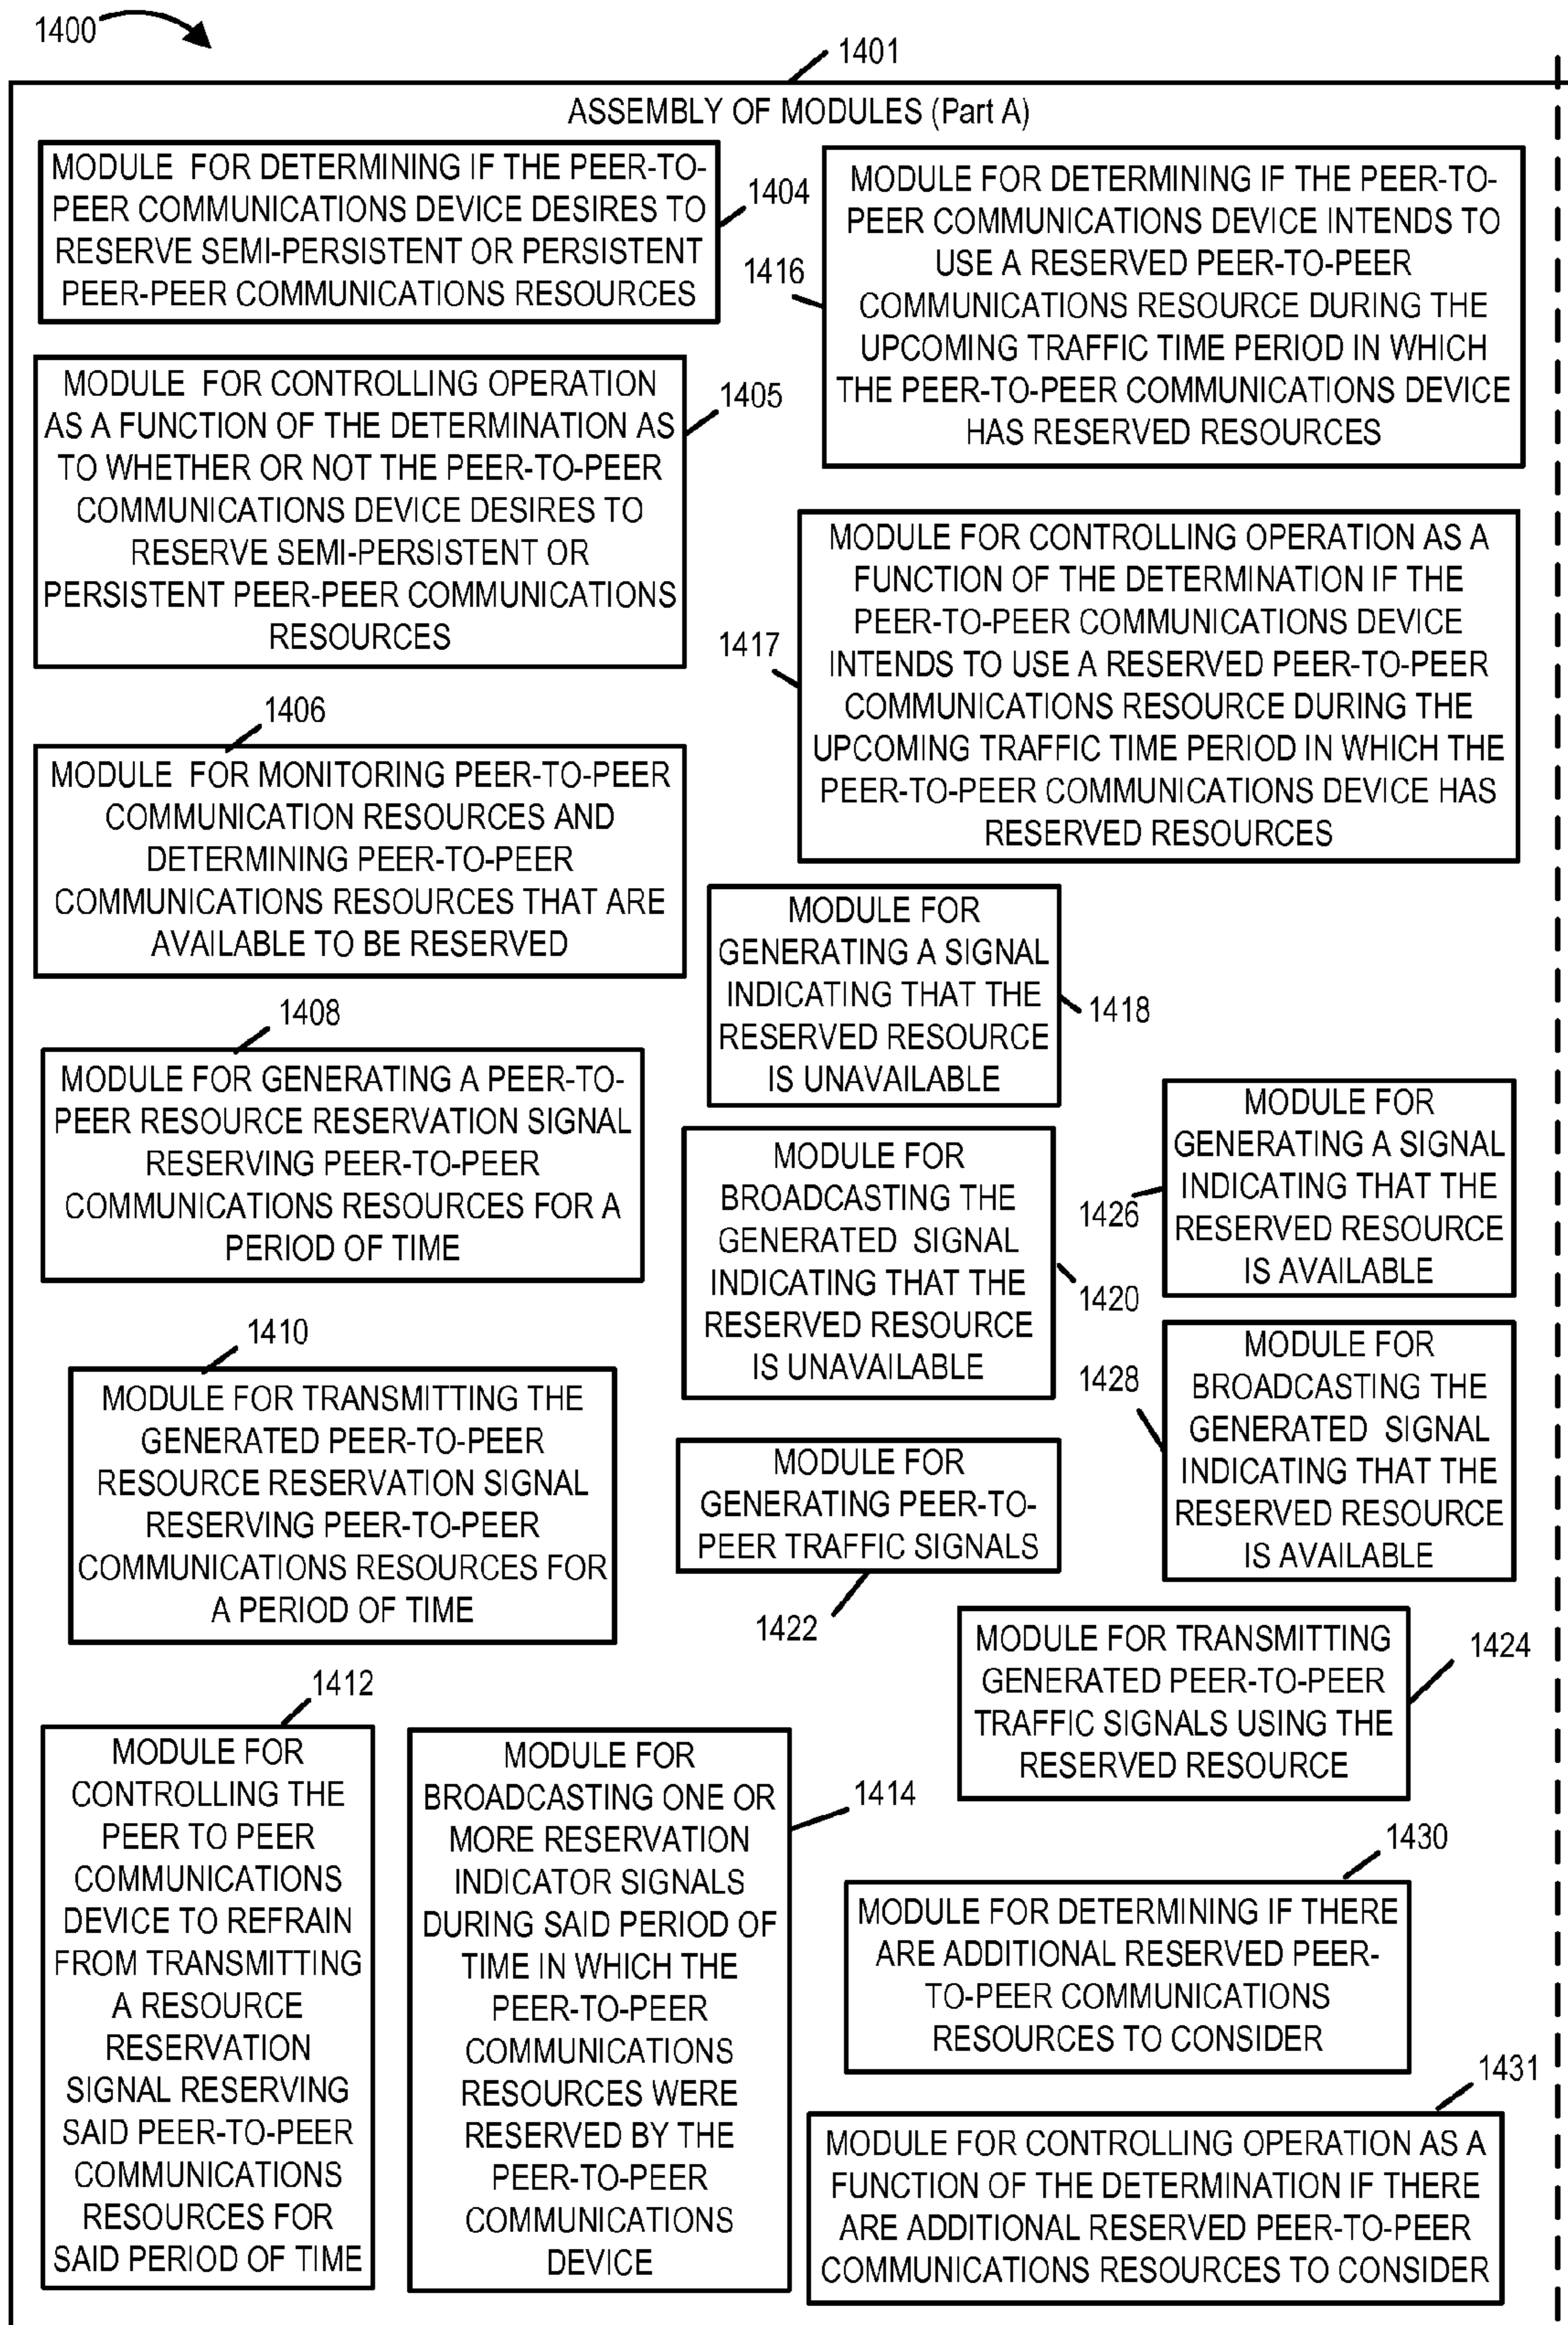 1400
1401
ASSEMBLY OF MODULES (Part A)
MODULE FOR DETERMINING IF THE PEER-TO-
PEER COMMUNICATIONS DEVICE DESIRES TO
RESERVE SEMI-PERSISTENT OR PERSISTENT
PEER-PEER COMMUNICATIONS RESOURCES
1404
MODULE FOR CONTROLLING OPERATION
AS A FUNCTION OF THE DETERMINATION AS
TO WHETHER OR NOT THE PEER-TO-PEER
COMMUNICATIONS DEVICE DESIRES TO
RESERVE SEMI-PERSISTENT OR
PERSISTENT PEER-PEER COMMUNICATIONS
RESOURCES
1405
1406
MODULE FOR MONITORING PEER-TO-PEER
COMMUNICATION RESOURCES AND
DETERMINING PEER-TO-PEER
COMMUNICATIONS RESOURCES THAT ARE
AVAILABLE TO BE RESERVED
1408
MODULE FOR GENERATING A PEER-TO-
PEER RESOURCE RESERVATION SIGNAL
RESERVING PEER-TO-PEER
COMMUNICATIONS RESOURCES FOR A
PERIOD OF TIME
1410
MODULE FOR TRANSMITTING THE
GENERATED PEER-TO-PEER
RESOURCE RESERVATION SIGNAL
RESERVING PEER-TO-PEER
COMMUNICATIONS RESOURCES FOR
A PERIOD OF TIME
1412
MODULE FOR
CONTROLLING THE
PEER TO PEER
COMMUNICATIONS
DEVICE TO REFRAIN
FROM TRANSMITTING
A RESOURCE
RESERVATION
SIGNAL RESERVING
SAID PEER-TO-PEER
COMMUNICATIONS
RESOURCES FOR
SAID PERIOD OF TIME
MODULE FOR
BROADCASTING ONE OR
MORE RESERVATION
INDICATOR SIGNALS
DURING SAID PERIOD OF
TIME IN WHICH THE
PEER-TO-PEER
COMMUNICATIONS
RESOURCES WERE
RESERVED BY THE
PEER-TO-PEER
COMMUNICATIONS
DEVICE
1414
1416
MODULE FOR DETERMINING IF THE PEER-TO-
PEER COMMUNICATIONS DEVICE INTENDS TO
USE A RESERVED PEER-TO-PEER
COMMUNICATIONS RESOURCE DURING THE
UPCOMING TRAFFIC TIME PERIOD IN WHICH
THE PEER-TO-PEER COMMUNICATIONS DEVICE
HAS RESERVED RESOURCES
1417
MODULE FOR CONTROLLING OPERATION AS A
FUNCTION OF THE DETERMINATION IF THE
PEER-TO-PEER COMMUNICATIONS DEVICE
INTENDS TO USE A RESERVED PEER-TO-PEER
COMMUNICATIONS RESOURCE DURING THE
UPCOMING TRAFFIC TIME PERIOD IN WHICH THE
PEER-TO-PEER COMMUNICATIONS DEVICE HAS
RESERVED RESOURCES
MODULE FOR
GENERATING A SIGNAL
INDICATING THAT THE
RESERVED RESOURCE
IS UNAVAILABLE
1418
MODULE FOR
BROADCASTING THE
GENERATED SIGNAL
INDICATING THAT THE
RESERVED RESOURCE
IS UNAVAILABLE
1420
MODULE FOR
GENERATING PEER-TO-
PEER TRAFFIC SIGNALS
1422
MODULE FOR TRANSMITTING
GENERATED PEER-TO-PEER
TRAFFIC SIGNALS USING THE
RESERVED RESOURCE
1424
1426
MODULE FOR
GENERATING A SIGNAL
INDICATING THAT THE
RESERVED RESOURCE
IS AVAILABLE
1428
MODULE FOR
BROADCASTING THE
GENERATED SIGNAL
INDICATING THAT THE
RESERVED RESOURCE
IS AVAILABLE
1430
MODULE FOR DETERMINING IF THERE
ARE ADDITIONAL RESERVED PEER-
TO-PEER COMMUNICATIONS
RESOURCES TO CONSIDER
1431
MODULE FOR CONTROLLING OPERATION AS A
FUNCTION OF THE DETERMINATION IF THERE
ARE ADDITIONAL RESERVED PEER-TO-PEER
COMMUNICATIONS RESOURCES TO CONSIDER